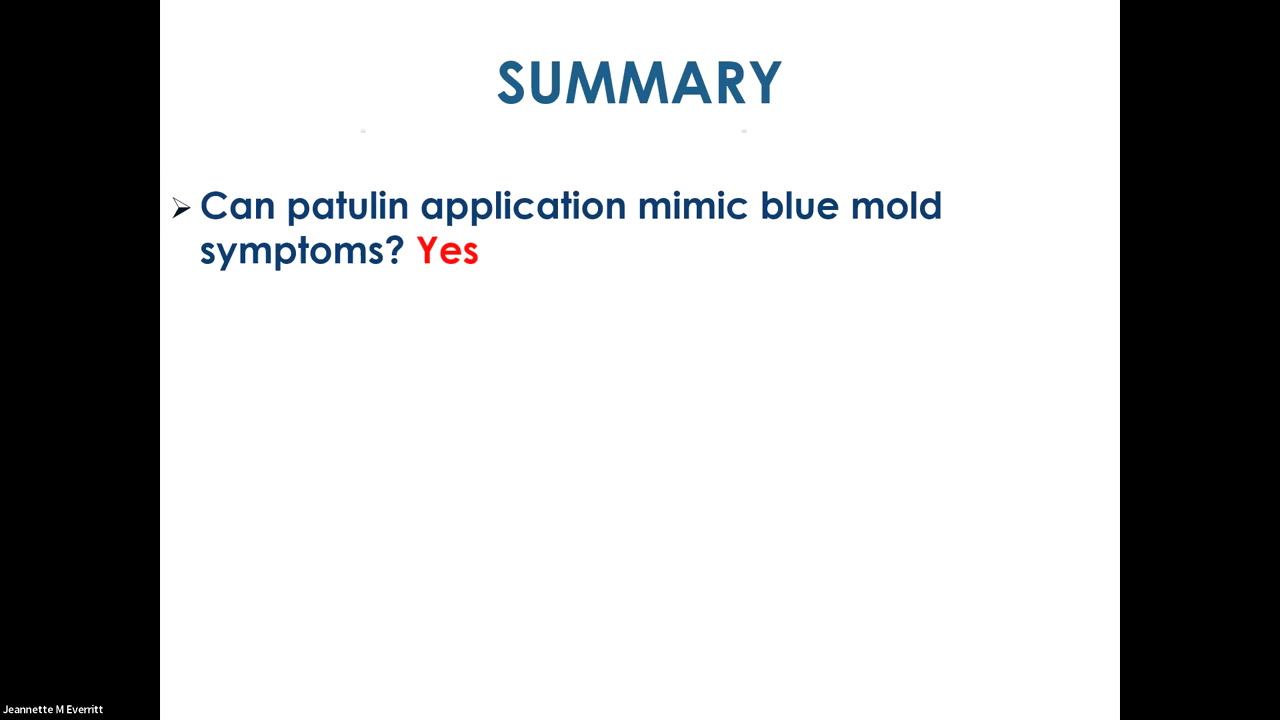 SUMMARY
Can patulin application mimic blue mold
symptoms? Yes
Jeannette M Everritt